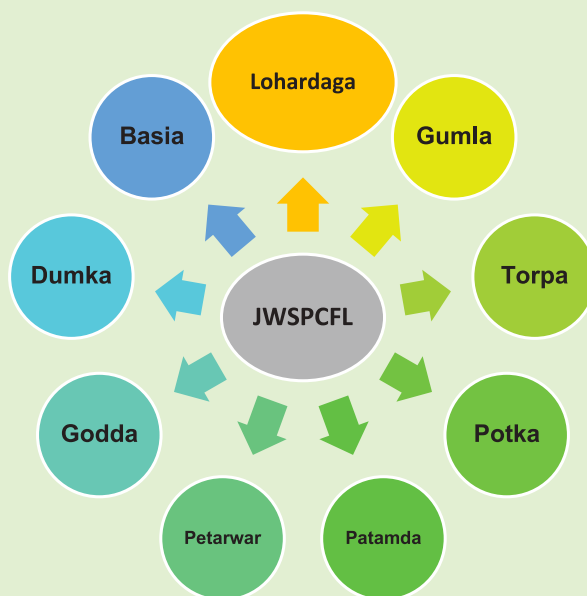 Lohardaga
Gumla
Torpa
Potka
Patamda
Petarwar
Godda
Dumka
Basia
JWSPCFL